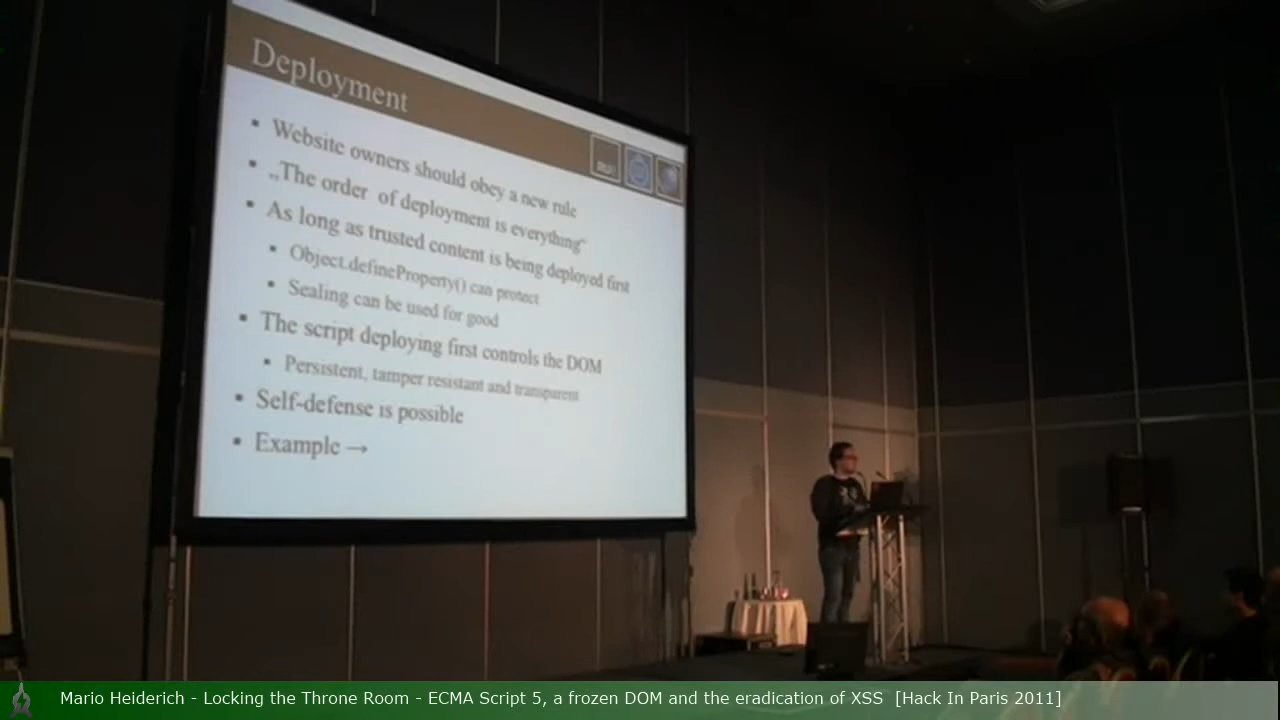 Deployment
▪ Website owners should obey a new rule
▪ „The order of deployment is everything“
▪ As long as trusted content is being deployed first
▪ Object.defineProperty() can protect
▪ Sealing can be used for good
▪ The script deploying first controls the DOM
▪ Persistent, tamper resistant and transparent
▪ Self-defense is possible
▪ Example →
Mario Heiderich - Locking the Throne Room - ECMA Script 5, a frozen DOM and the eradication of XSS [Hack In Paris 2011]